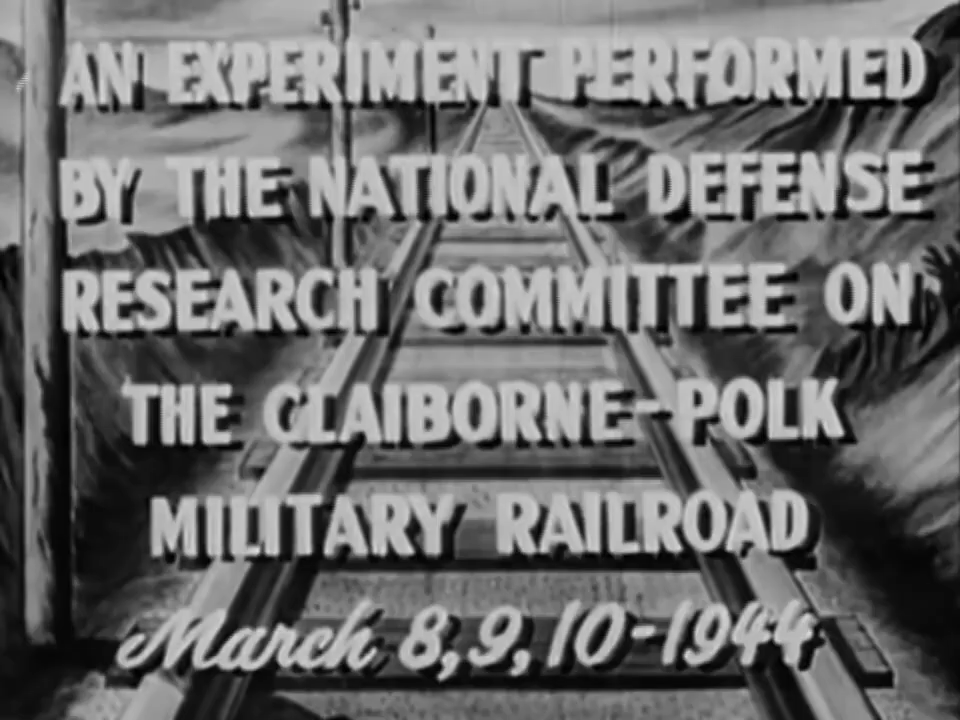 AN EXPERIMENT PERFORMED
BY THE NATIONAL DEFENSE
RESEARCH COMMITTEE ON
THE CLAIBORNE-POLK
MILITARY RAILROAD
March 8, 9, 10 - 1944